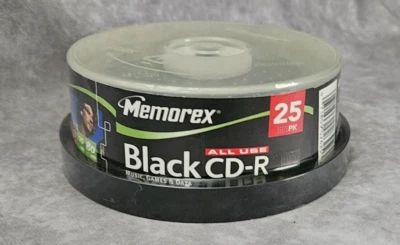 Memorex
25
PK
ALL USE
Black CD-R
MUSIC, GAMES & DATA